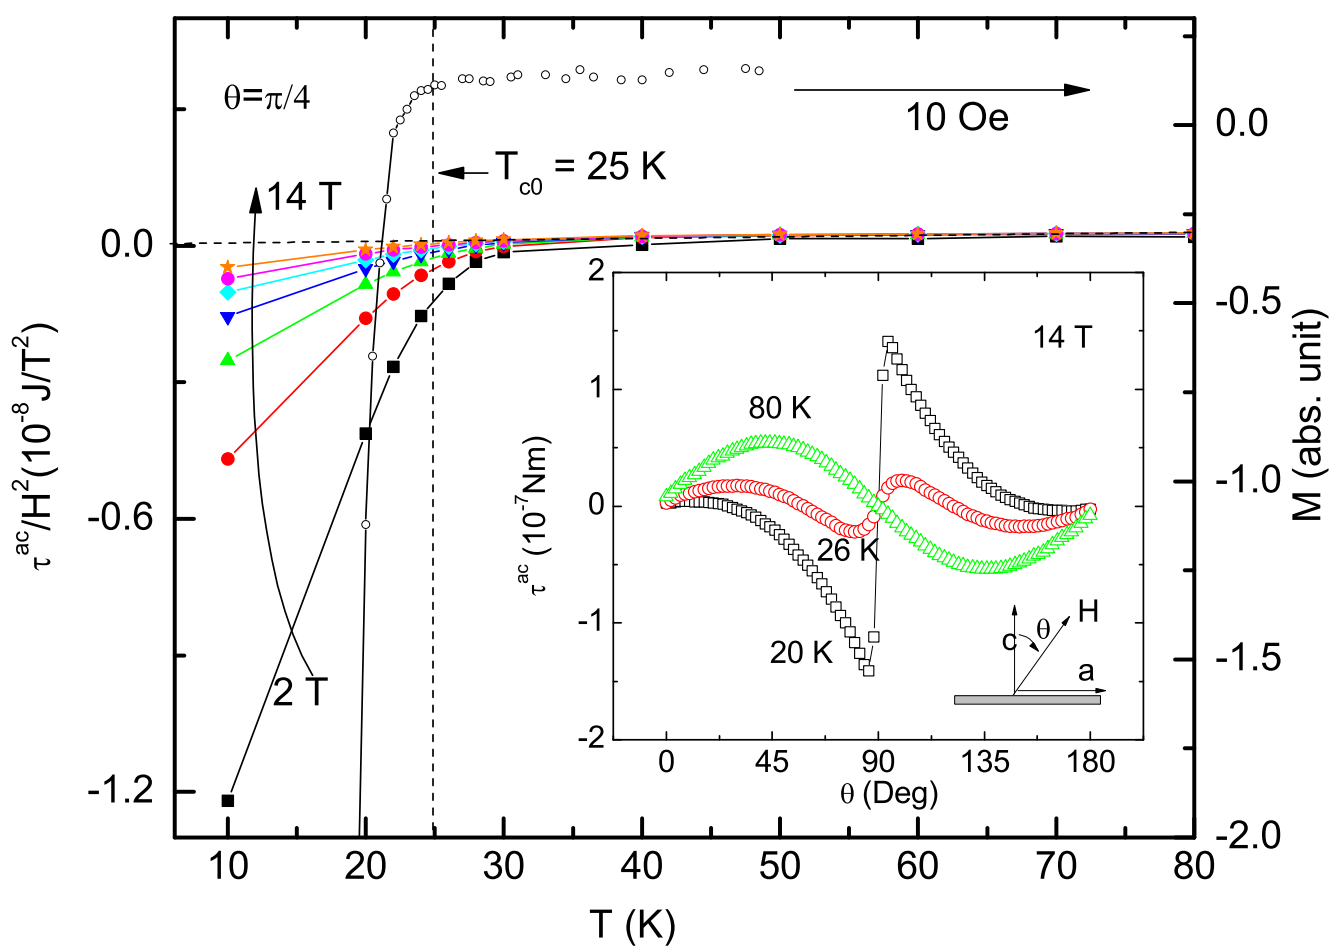 θ=π/4
10 Oe
T_c0 = 25 K
14 T
2 T
0.0
-0.6
-1.2
τ^ac/H^2(10^-8J/T^2)
10 20 30 40 50 60 70 80
T (K)
0.0
-0.5
-1.0
-1.5
-2.0
M (abs. unit)
14 T
80 K
26 K
20 K
2
1
0
-1
-2
τ^ac (10^-7Nm)
0 45 90 135 180
θ (Deg)
c
θ
H
a